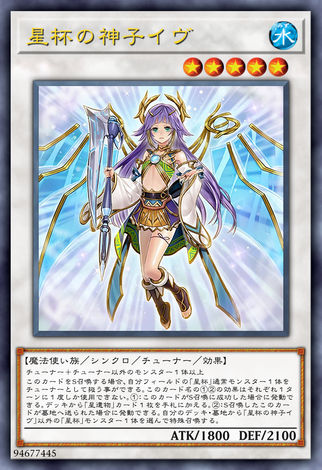 星杯の神子イヴ
水
【魔法使い族／シンクロ／チューナー／効果】
チューナー＋チューナー以外のモンスター１体以上
このカードをS召喚する場合、自分フィールドの「星杯」通常モンスター１体をチューナーとして扱う事ができる。このカード名の①②の効果はそれぞれ１ターンに１度しか使用できない。①：このカードがS召喚に成功した場合に発動できる。デッキから「星遺物」カード１枚を手札に加える。②：S召喚したこのカードが墓地へ送られた場合に発動できる。自分のデッキ・墓地から「星杯の神子イヴ」以外の「星杯」モンスター１体を選んで特殊召喚する。
ATK/1800 DEF/2100
94677445